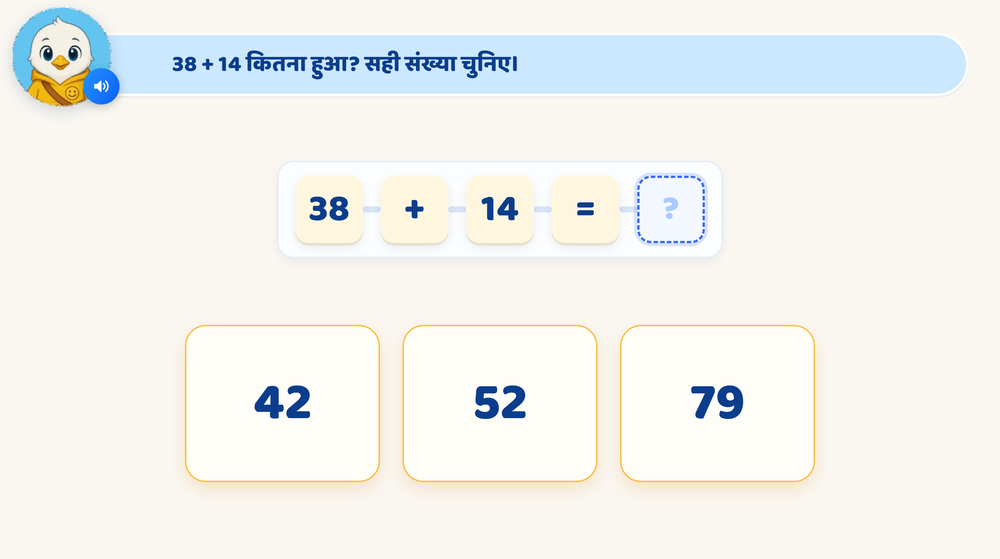 38 + 14 कितना हुआ? सही संख्या चुनिए।
38 + 14 = ?
42 52 79